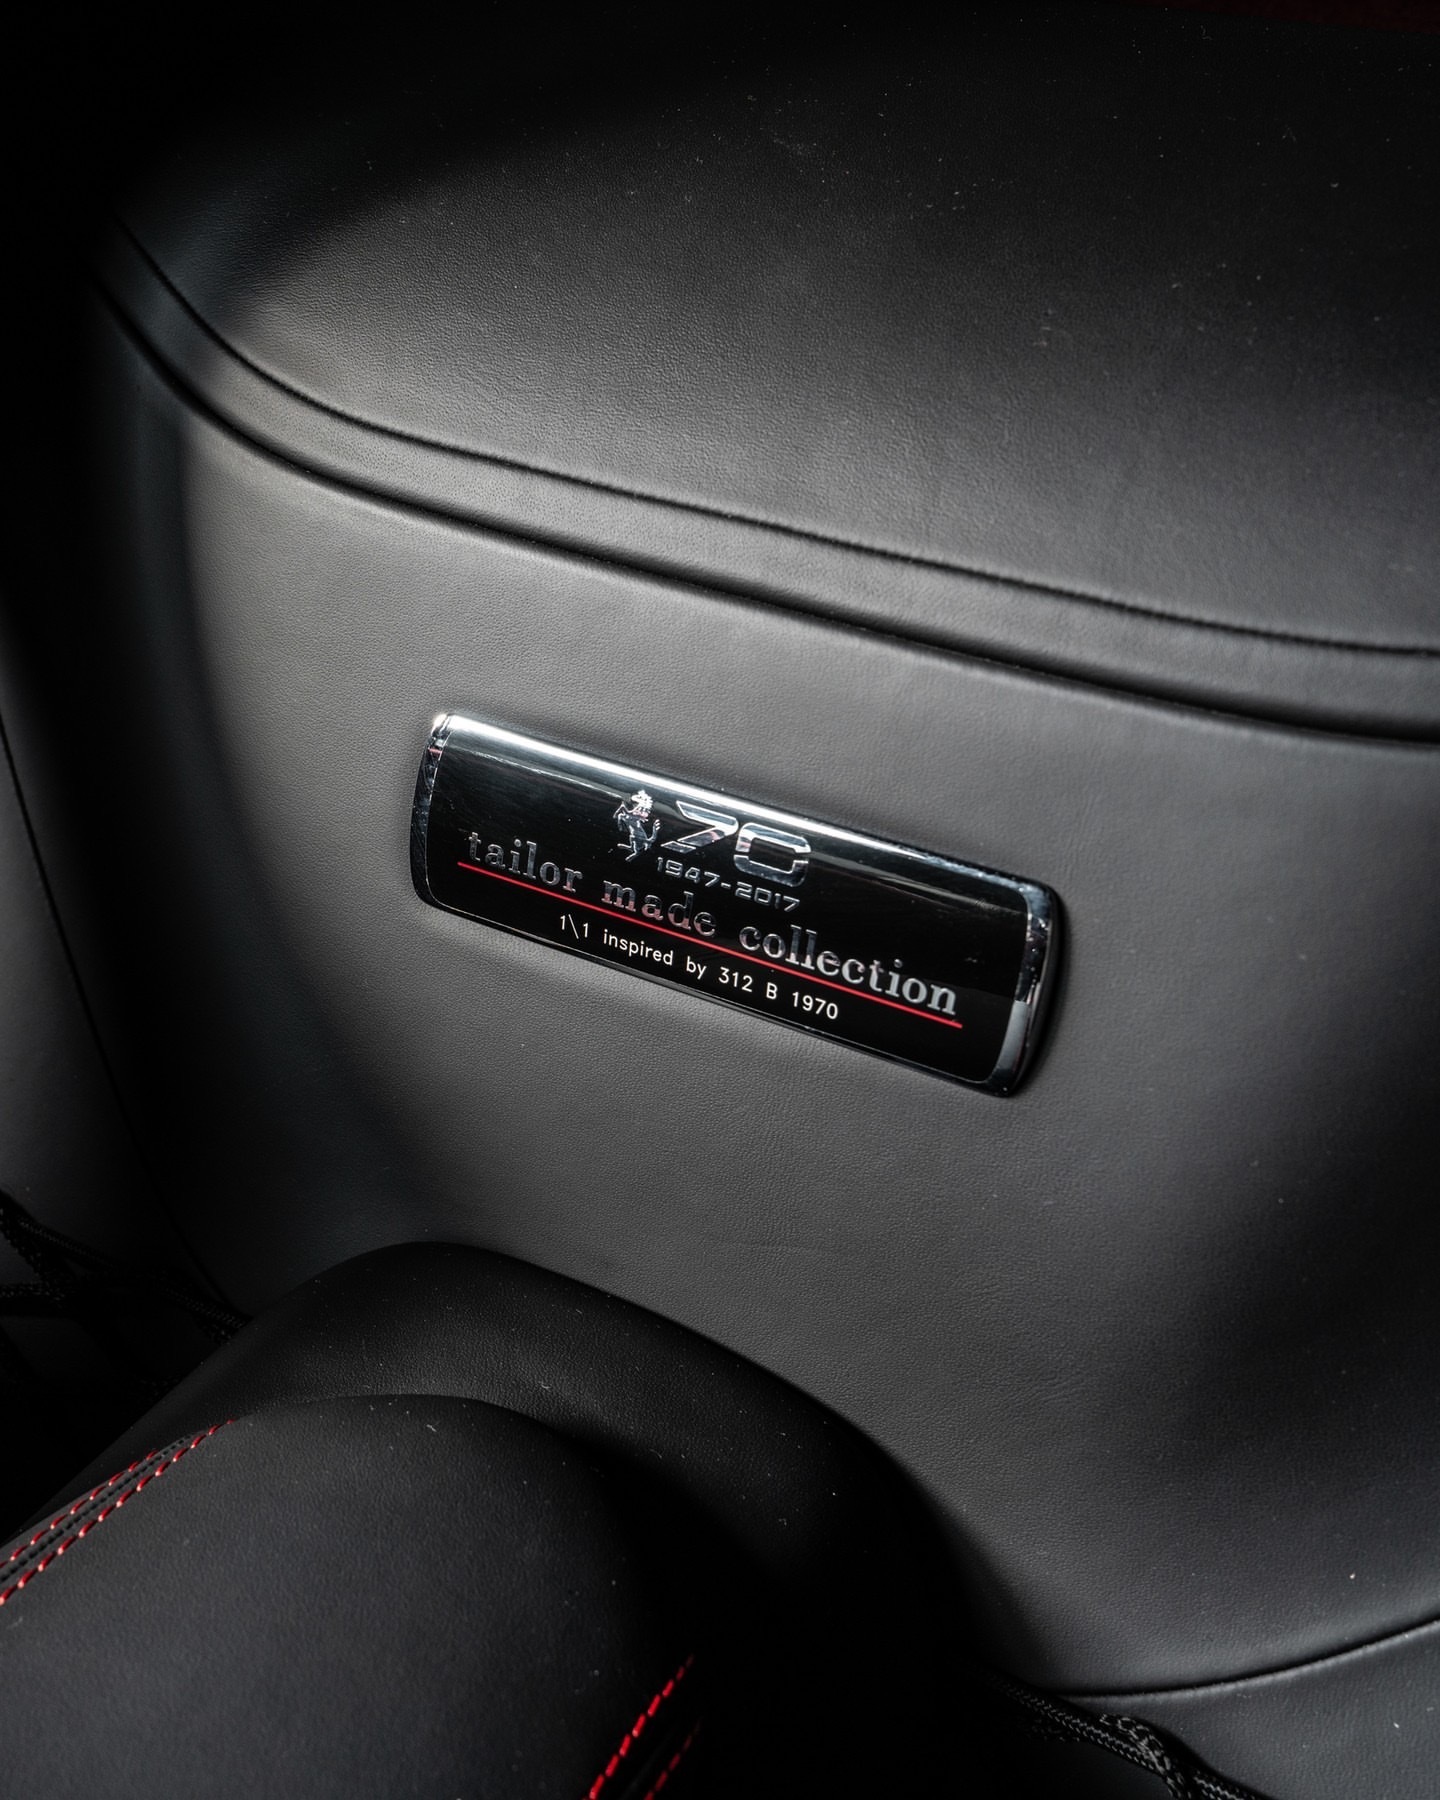 70
1947-2017
tailor made collection
1\1 inspired by 312 B 1970